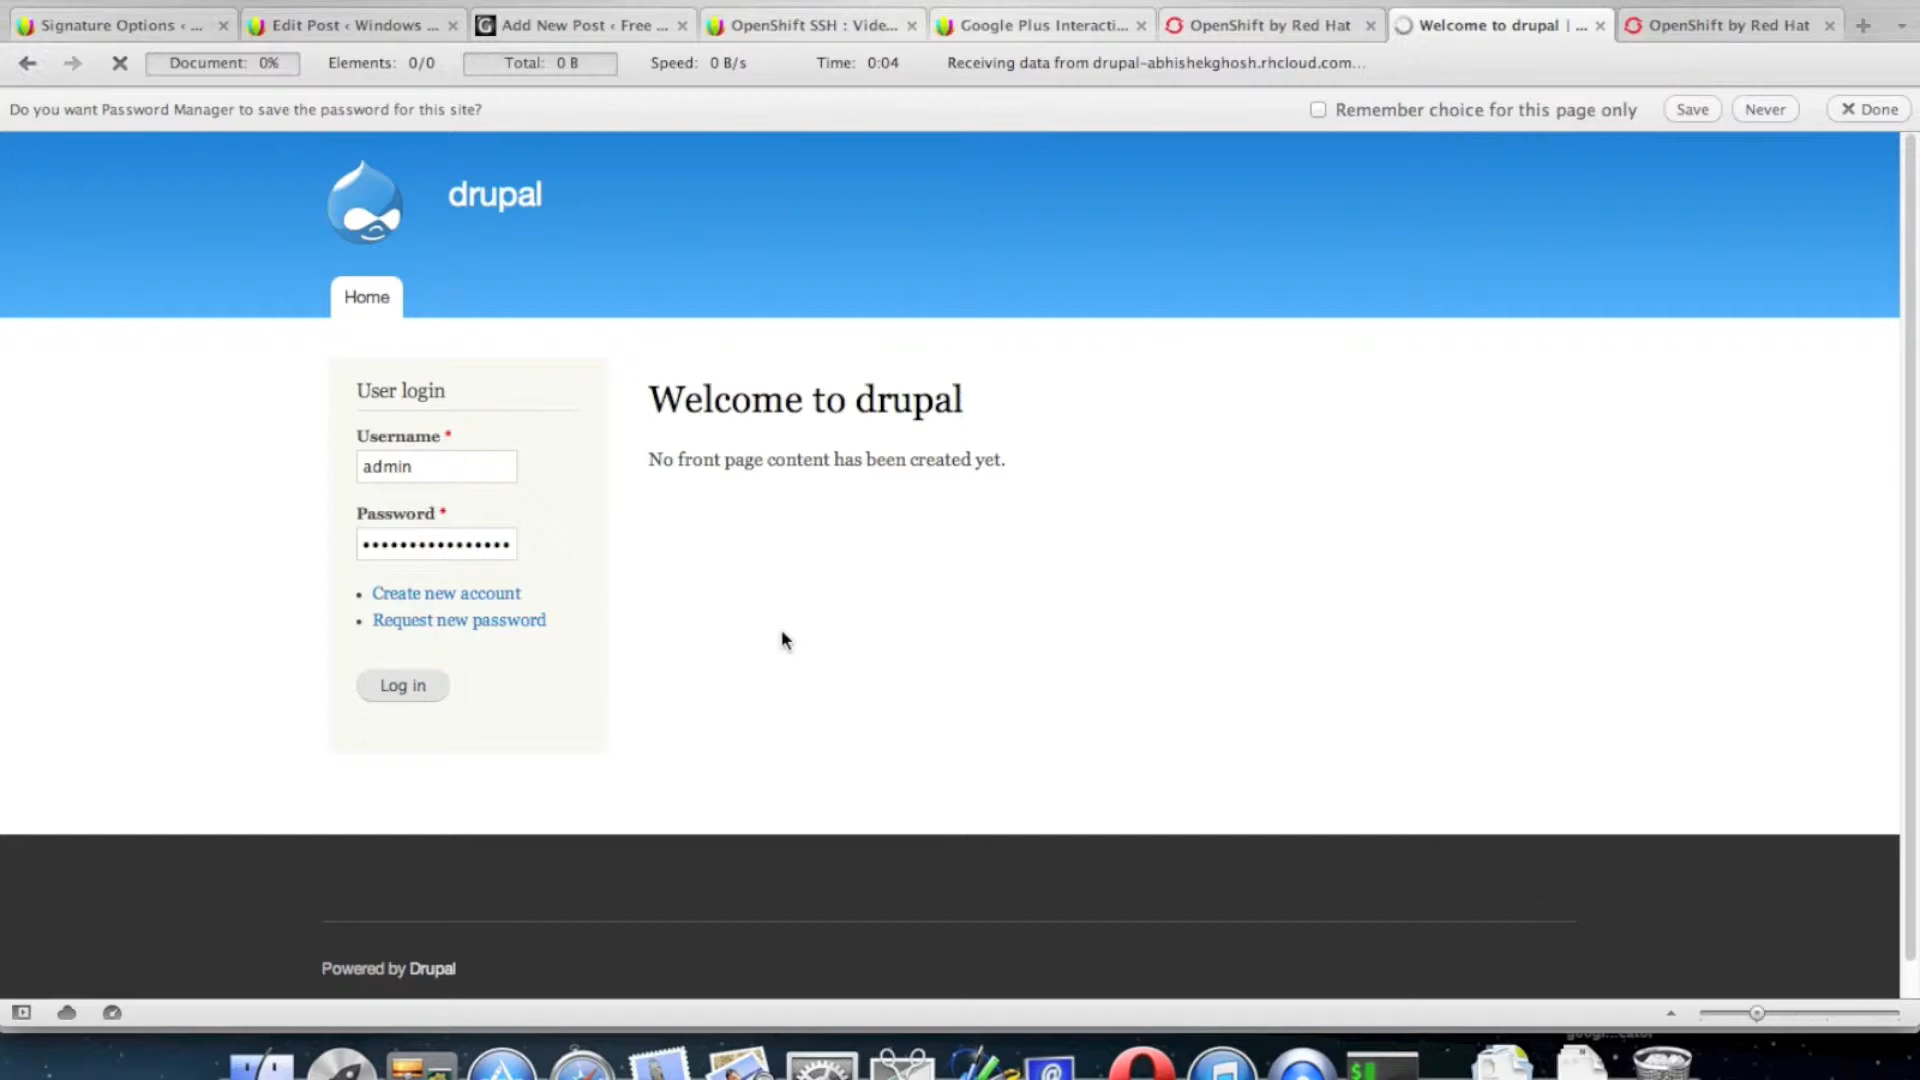 Signature Options ‹ ...
Edit Post ‹ Windows ...
Add New Post ‹ Free ...
OpenShift SSH : Vide...
Google Plus Interacti...
OpenShift by Red Hat
Welcome to drupal | ...
OpenShift by Red Hat
Document: 0%
Elements: 0/0
Total: 0 B
Speed: 0 B/s
Time: 0:04
Receiving data from drupal-abhishekghosh.rhcloud.com...
Do you want Password Manager to save the password for this site?
Remember choice for this page only
Save
Never
Done
drupal
Home
User login
Username *
admin
Password *
Create new account
Request new password
Log in
Welcome to drupal
No front page content has been created yet.
Powered by Drupal